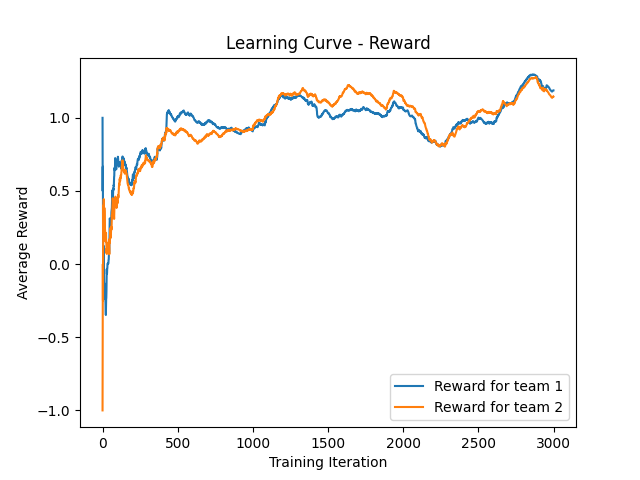 Learning Curve - Reward
Average Reward
1.0
0.5
0.0
−0.5
−1.0
Reward for team 1
Reward for team 2
0 500 1000 1500 2000 2500 3000
Training Iteration